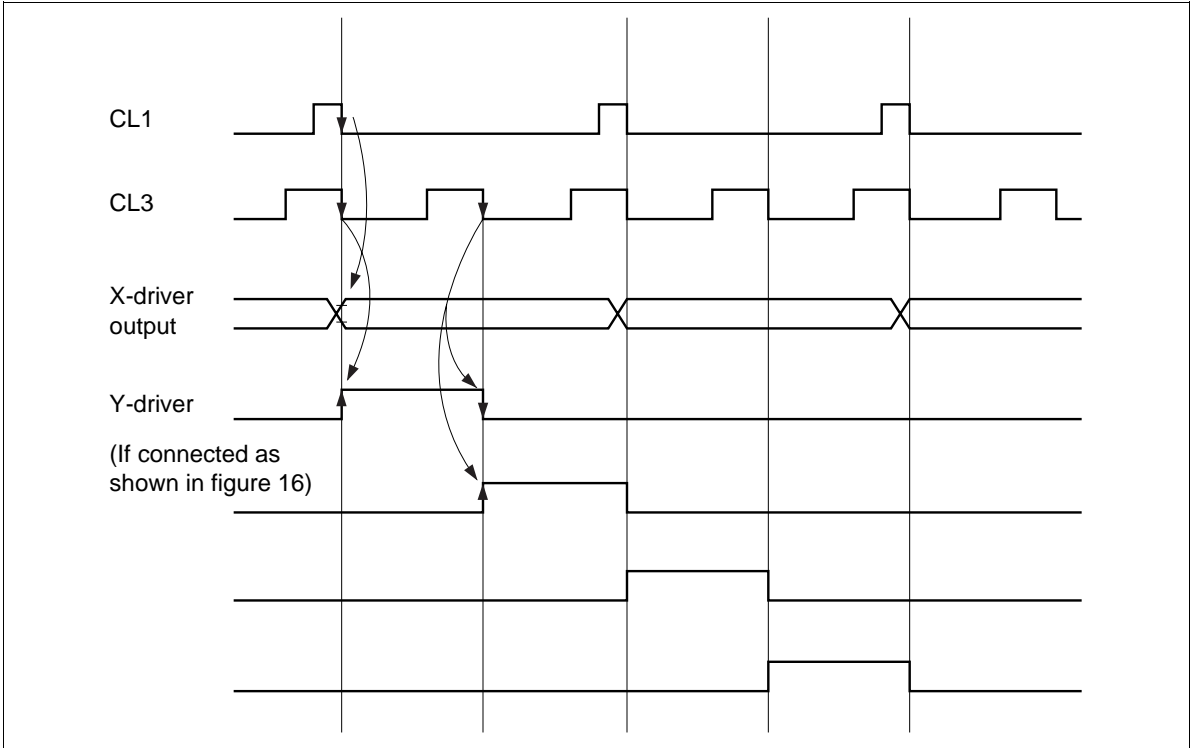 CL1
CL3
X-driver
output
Y-driver
(If connected as
shown in figure 16)